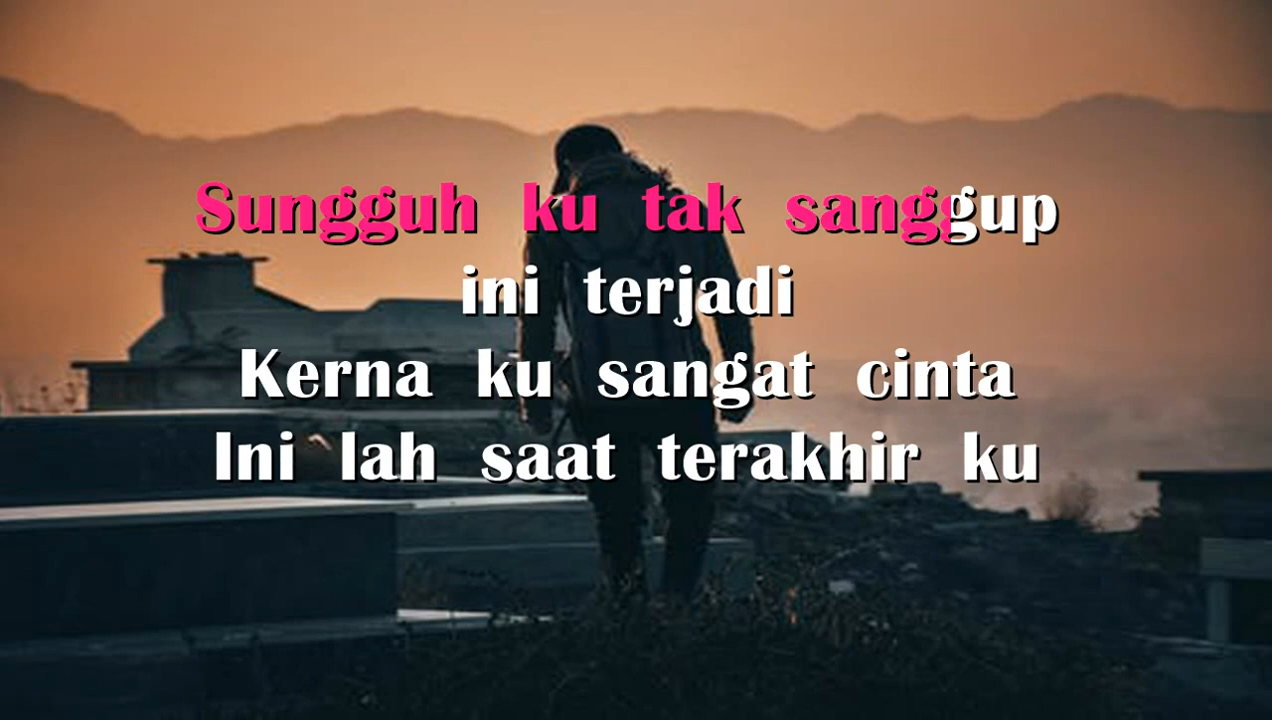 Sungguh ku tak sanggup
ini terjadi
Kerna ku sangat cinta
Ini lah saat terakhir ku